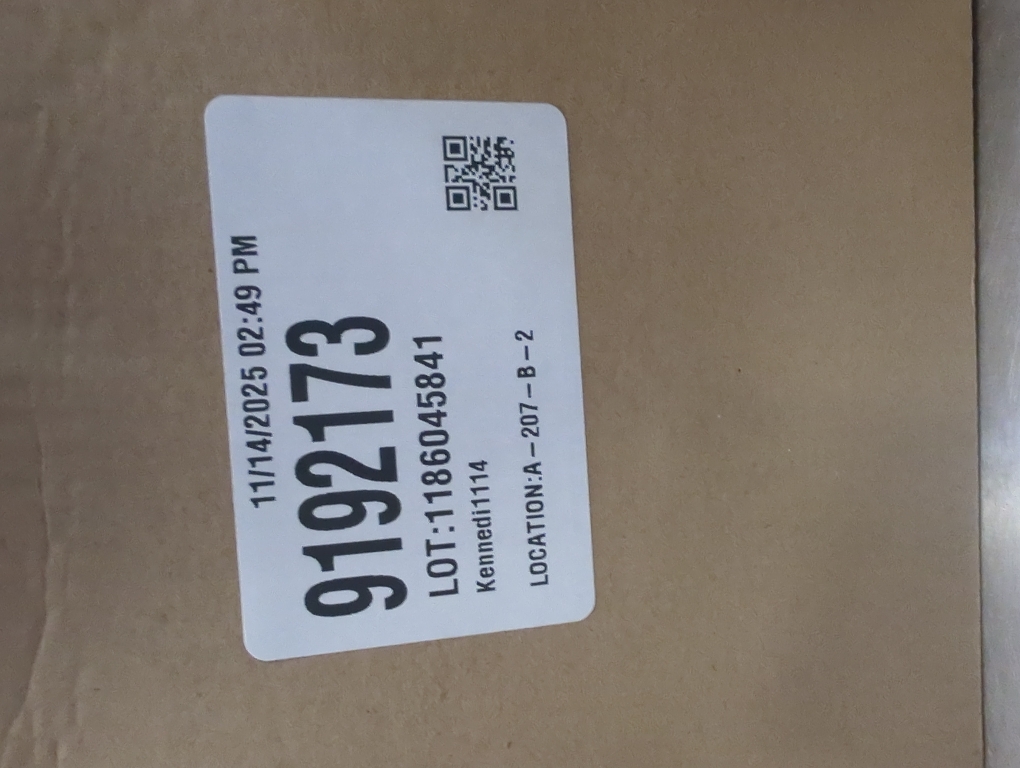 11/14/2025 02:49 PM
9192173
LOT:1186045841
Kennedi1114
LOCATION:A-207-B-2